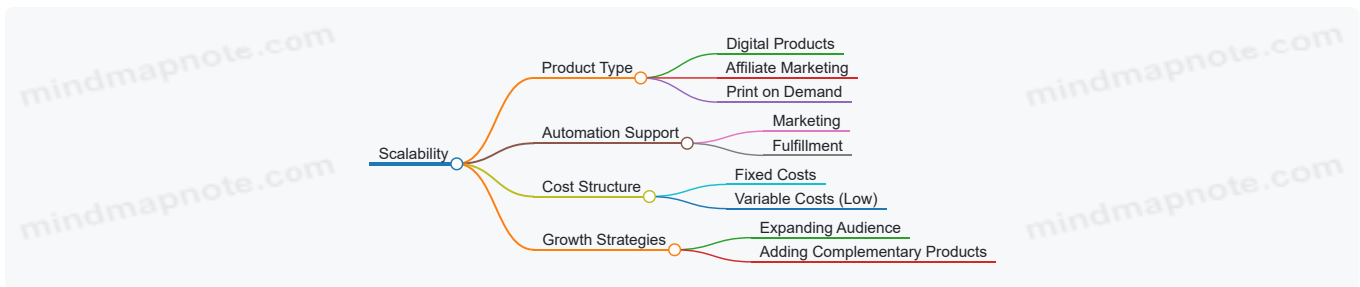 Scalability
Product Type
Digital Products
Affiliate Marketing
Print on Demand
Automation Support
Marketing
Fulfillment
Cost Structure
Fixed Costs
Variable Costs (Low)
Growth Strategies
Expanding Audience
Adding Complementary Products
mindmapnote.com
mindmapnote.com
mindmapnote.com
mindmapnote.com